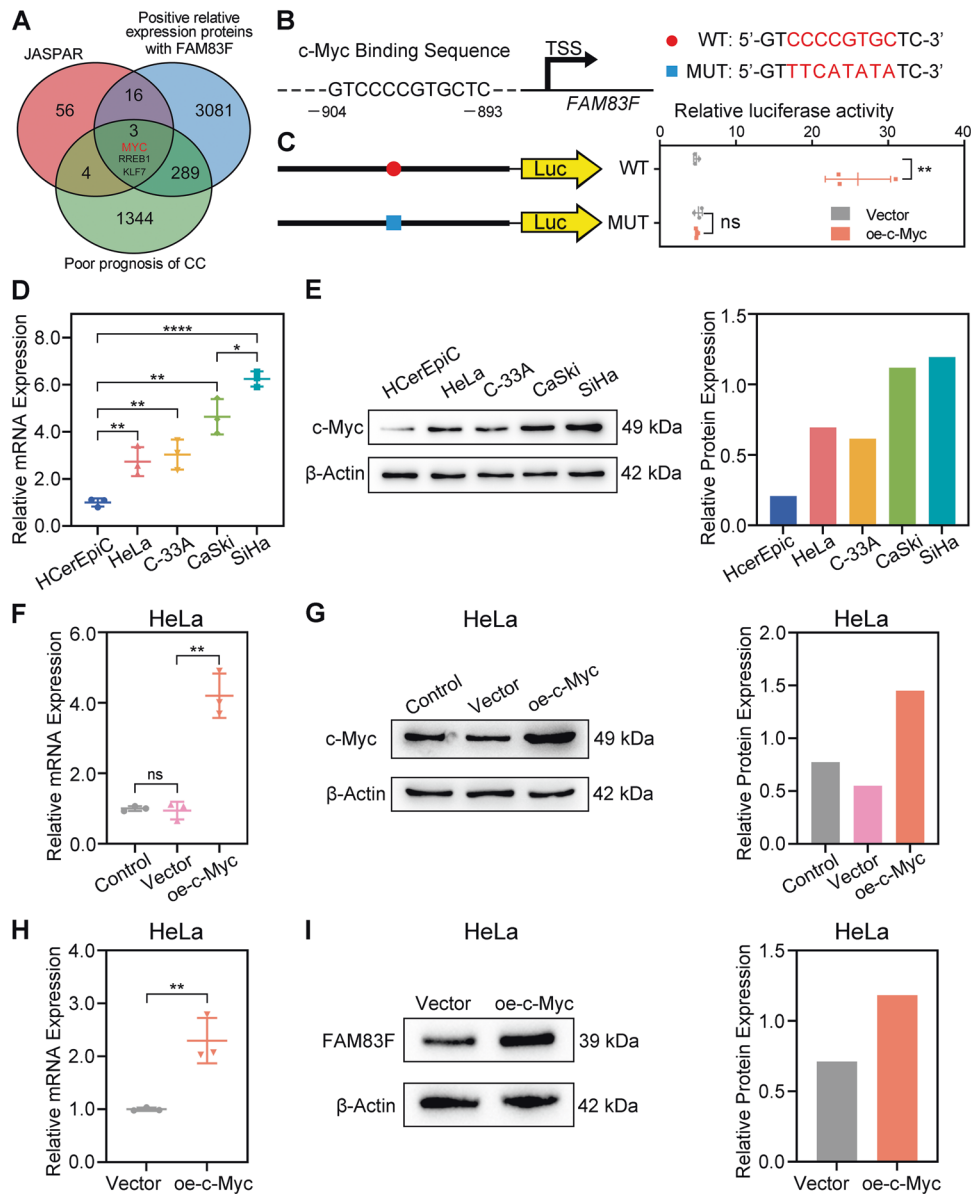 A
JASPAR
Positive relative
expression proteins
with FAM83F
56
16
3081
3
MYC
RREB1
KLF7
4
289
1344
Poor prognosis of CC
B
c-Myc Binding Sequence
TSS
GTCCCCGTGCTC
−904
−893
FAM83F
WT: 5’-GTCCCCGTGCTC-3’
MUT: 5’-GTTTCATATATC-3’
C
Luc
WT
Luc
MUT
Relative luciferase activity
0 10 20 30 40
**
ns
Vector
oe-c-Myc
D
Relative mRNA Expression
8.0
6.0
4.0
2.0
0.0
****
*
**
**
**
HCerEpiC
HeLa
C-33A
CaSki
SiHa
E
HCerEpiC
HeLa
C-33A
CaSki
SiHa
c-Myc
49 kDa
β-Actin
42 kDa
Relative Protein Expression
1.5
1.0
0.5
0.0
HcerEpic
HeLa
C-33A
CaSki
SiHa
F
HeLa
Relative mRNA Expression
6.0
4.0
2.0
0.0
**
ns
Control
Vector
oe-c-Myc
G
HeLa
Control
Vector
oe-c-Myc
c-Myc
49 kDa
β-Actin
42 kDa
HeLa
Relative Protein Expression
2.0
1.5
1.0
0.5
0.0
Control
Vector
oe-c-Myc
H
HeLa
Relative mRNA Expression
4.0
3.0
2.0
1.0
0.0
**
Vector
oe-c-Myc
I
HeLa
Vector
oe-c-Myc
FAM83F
39 kDa
β-Actin
42 kDa
HeLa
Relative Protein Expression
1.5
1.0
0.5
0.0
Vector
oe-c-Myc